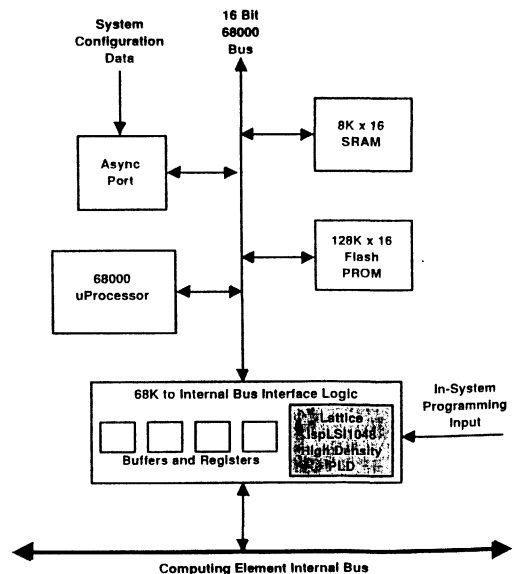 System
Configuration
Data
16 Bit
68000
Bus
8K x 16
SRAM
Async
Port
128K x 16
Flash
PROM
68000
uProcessor
68K to Internal Bus Interface Logic
In-System
Programming
Input
Lattice
ispLSI1048
High Density
PLD
Buffers and Registers
Computing Element Internal Bus